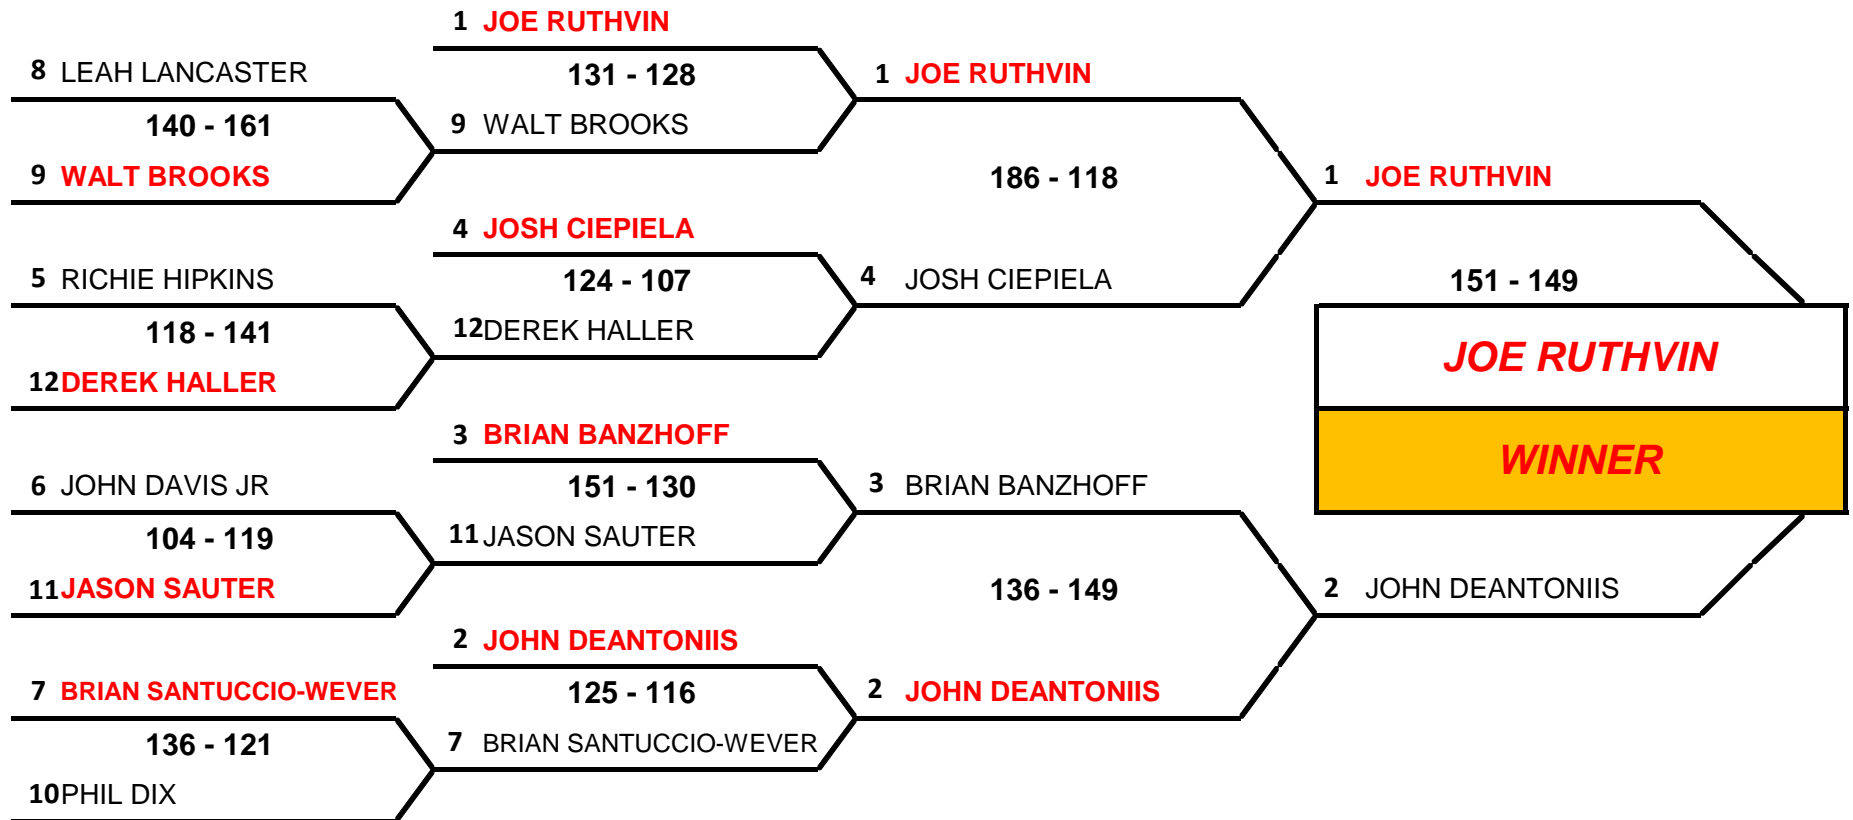 1 JOE RUTHVIN
8 LEAH LANCASTER
131 - 128
1 JOE RUTHVIN
140 - 161
9 WALT BROOKS
9 WALT BROOKS
186 - 118
1 JOE RUTHVIN
4 JOSH CIEPIELA
5 RICHIE HIPKINS
124 - 107
4 JOSH CIEPIELA
151 - 149
118 - 141
12 DEREK HALLER
JOE RUTHVIN
12 DEREK HALLER
3 BRIAN BANZHOFF
WINNER
6 JOHN DAVIS JR
151 - 130
3 BRIAN BANZHOFF
104 - 119
11 JASON SAUTER
11 JASON SAUTER
136 - 149
2 JOHN DEANTONIIS
2 JOHN DEANTONIIS
7 BRIAN SANTUCCIO-WEVER
125 - 116
2 JOHN DEANTONIIS
136 - 121
7 BRIAN SANTUCCIO-WEVER
10 PHIL DIX